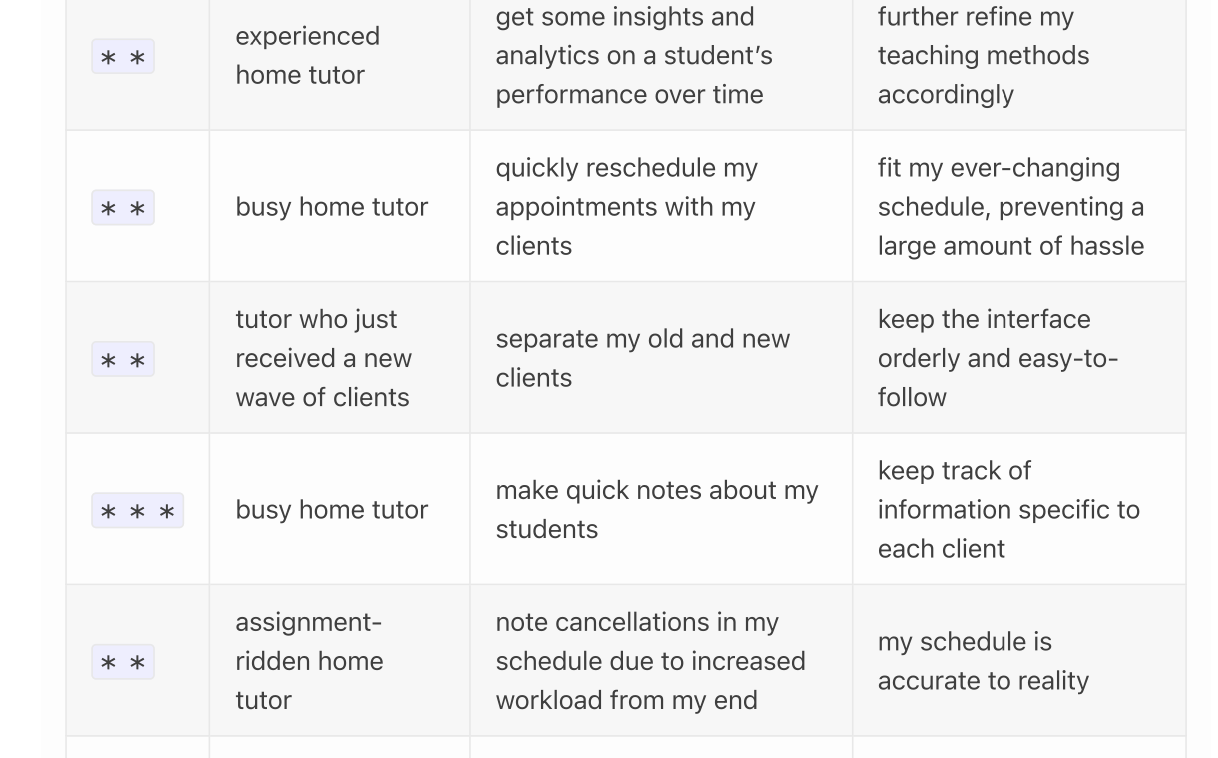 * *
experienced
home tutor
get some insights and
analytics on a student’s
performance over time
further refine my
teaching methods
accordingly
* *
busy home tutor
quickly reschedule my
appointments with my
clients
fit my ever-changing
schedule, preventing a
large amount of hassle
* *
tutor who just
received a new
wave of clients
separate my old and new
clients
keep the interface
orderly and easy-to-
follow
* * *
busy home tutor
make quick notes about my
students
keep track of
information specific to
each client
* *
assignment-
ridden home
tutor
note cancellations in my
schedule due to increased
workload from my end
my schedule is
accurate to reality